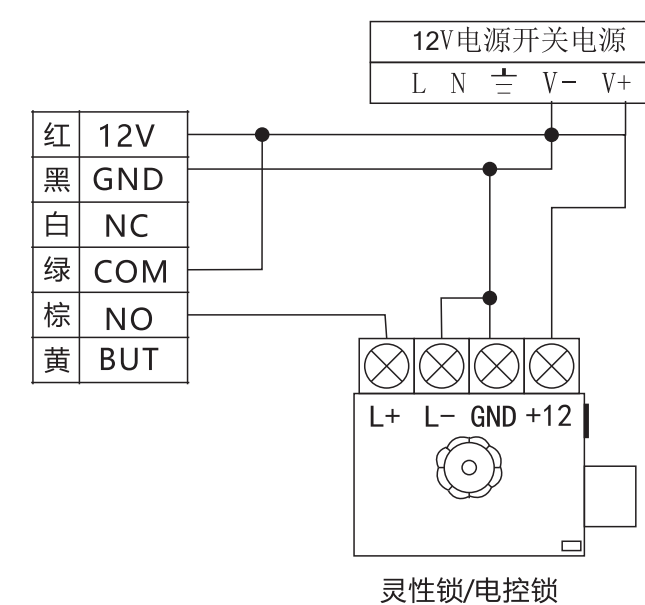 12V电源开关电源
L N V- V+
红 12V
黑 GND
白 NC
绿 COM
棕 NO
黄 BUT
L+ L- GND +12
灵性锁/电控锁